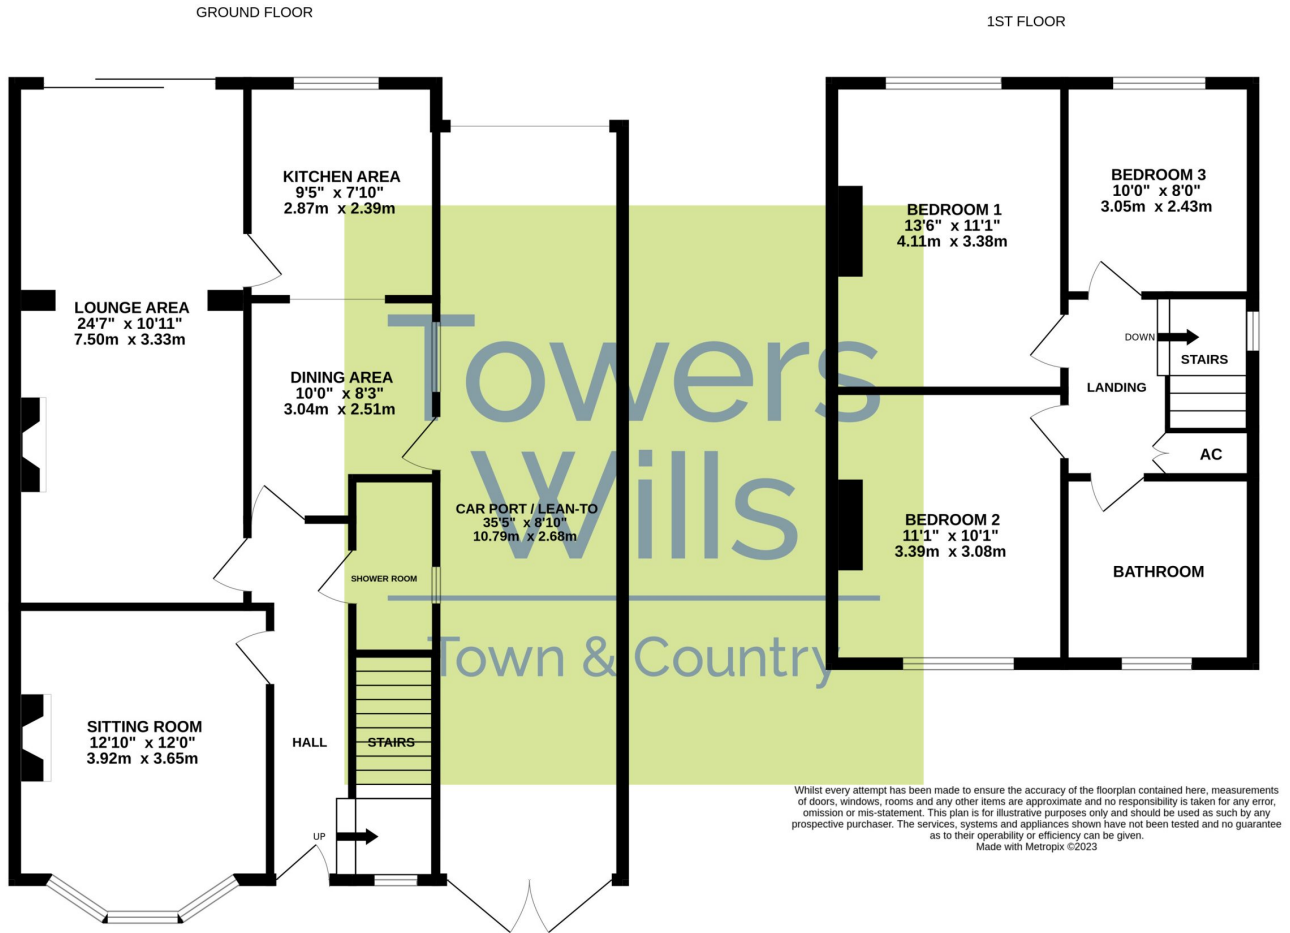 GROUND FLOOR
1ST FLOOR
KITCHEN AREA
9'5" x 7'10"
2.87m x 2.39m
LOUNGE AREA
24'7" x 10'11"
7.50m x 3.33m
DINING AREA
10'0" x 8'3"
3.04m x 2.51m
CAR PORT / LEAN-TO
35'5" x 8'10"
10.79m x 2.68m
SHOWER ROOM
SITTING ROOM
12'10" x 12'0"
3.92m x 3.65m
HALL
STAIRS
UP
BEDROOM 1
13'6" x 11'1"
4.11m x 3.38m
BEDROOM 3
10'0" x 8'0"
3.05m x 2.43m
DOWN
STAIRS
LANDING
AC
BEDROOM 2
11'1" x 10'1"
3.39m x 3.08m
BATHROOM
Towers
Wills
Town & Country
Whilst every attempt has been made to ensure the accuracy of the floorplan contained here, measurements
of doors, windows, rooms and any other items are approximate and no responsibility is taken for any error,
omission or mis-statement. This plan is for illustrative purposes only and should be used as such by any
prospective purchaser. The services, systems and appliances shown have not been tested and no guarantee
as to their operability or efficiency can be given.
Made with Metropix ©2023